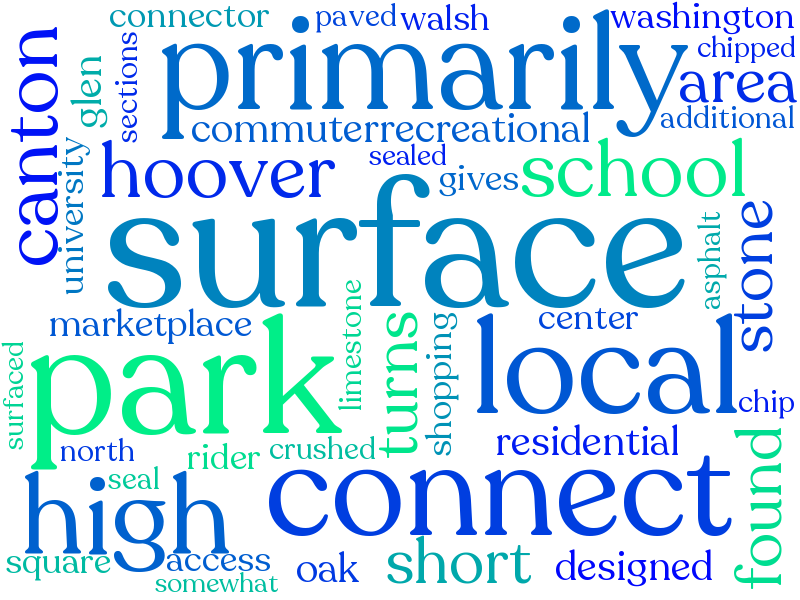 connector
paved
walsh
washington
primarily
chipped
canton
glen
sections
area
commuter
recreational
additional
university
hoover
sealed
gives
school
surface
asphalt
stone
marketplace
limestone
turns
shopping
center
local
surfaced
park
chip
north
rider
crushed
residential
seal
high
connect
found
square
access
somewhat
oak
short
designed